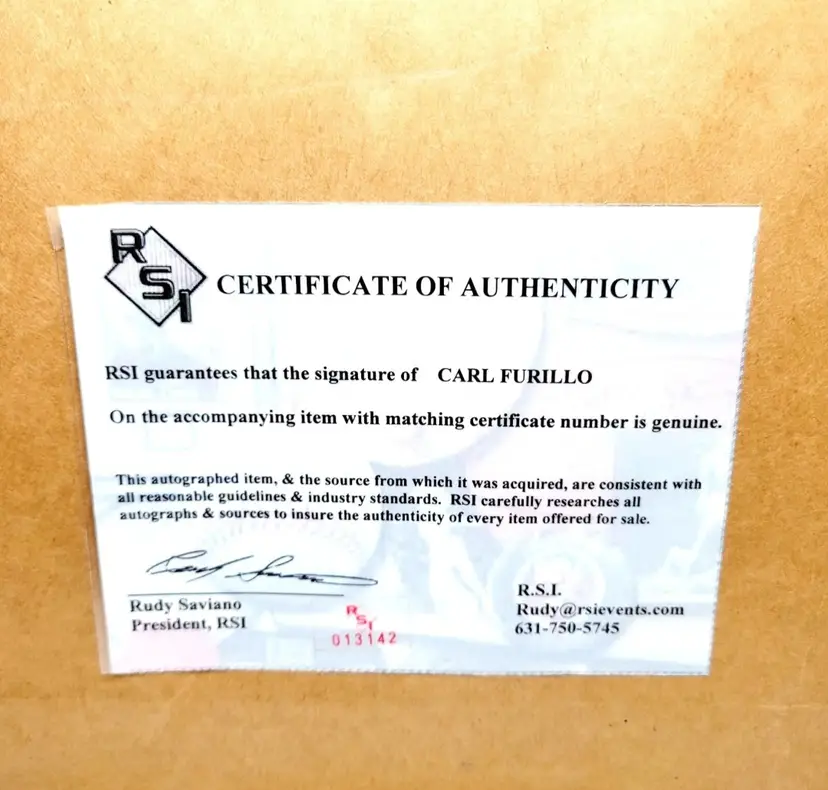 RSI
CERTIFICATE OF AUTHENTICITY
RSI guarantees that the signature of CARL FURILLO
On the accompanying item with matching certificate number is genuine.
This autographed item, & the source from which it was acquired, are consistent with
all reasonable guidelines & industry standards. RSI carefully researches all
autographs & sources to insure the authenticity of every item offered for sale.
Rudy Saviano
President, RSI
RSI
013142
R.S.I.
Rudy@rsievents.com
631-750-5745